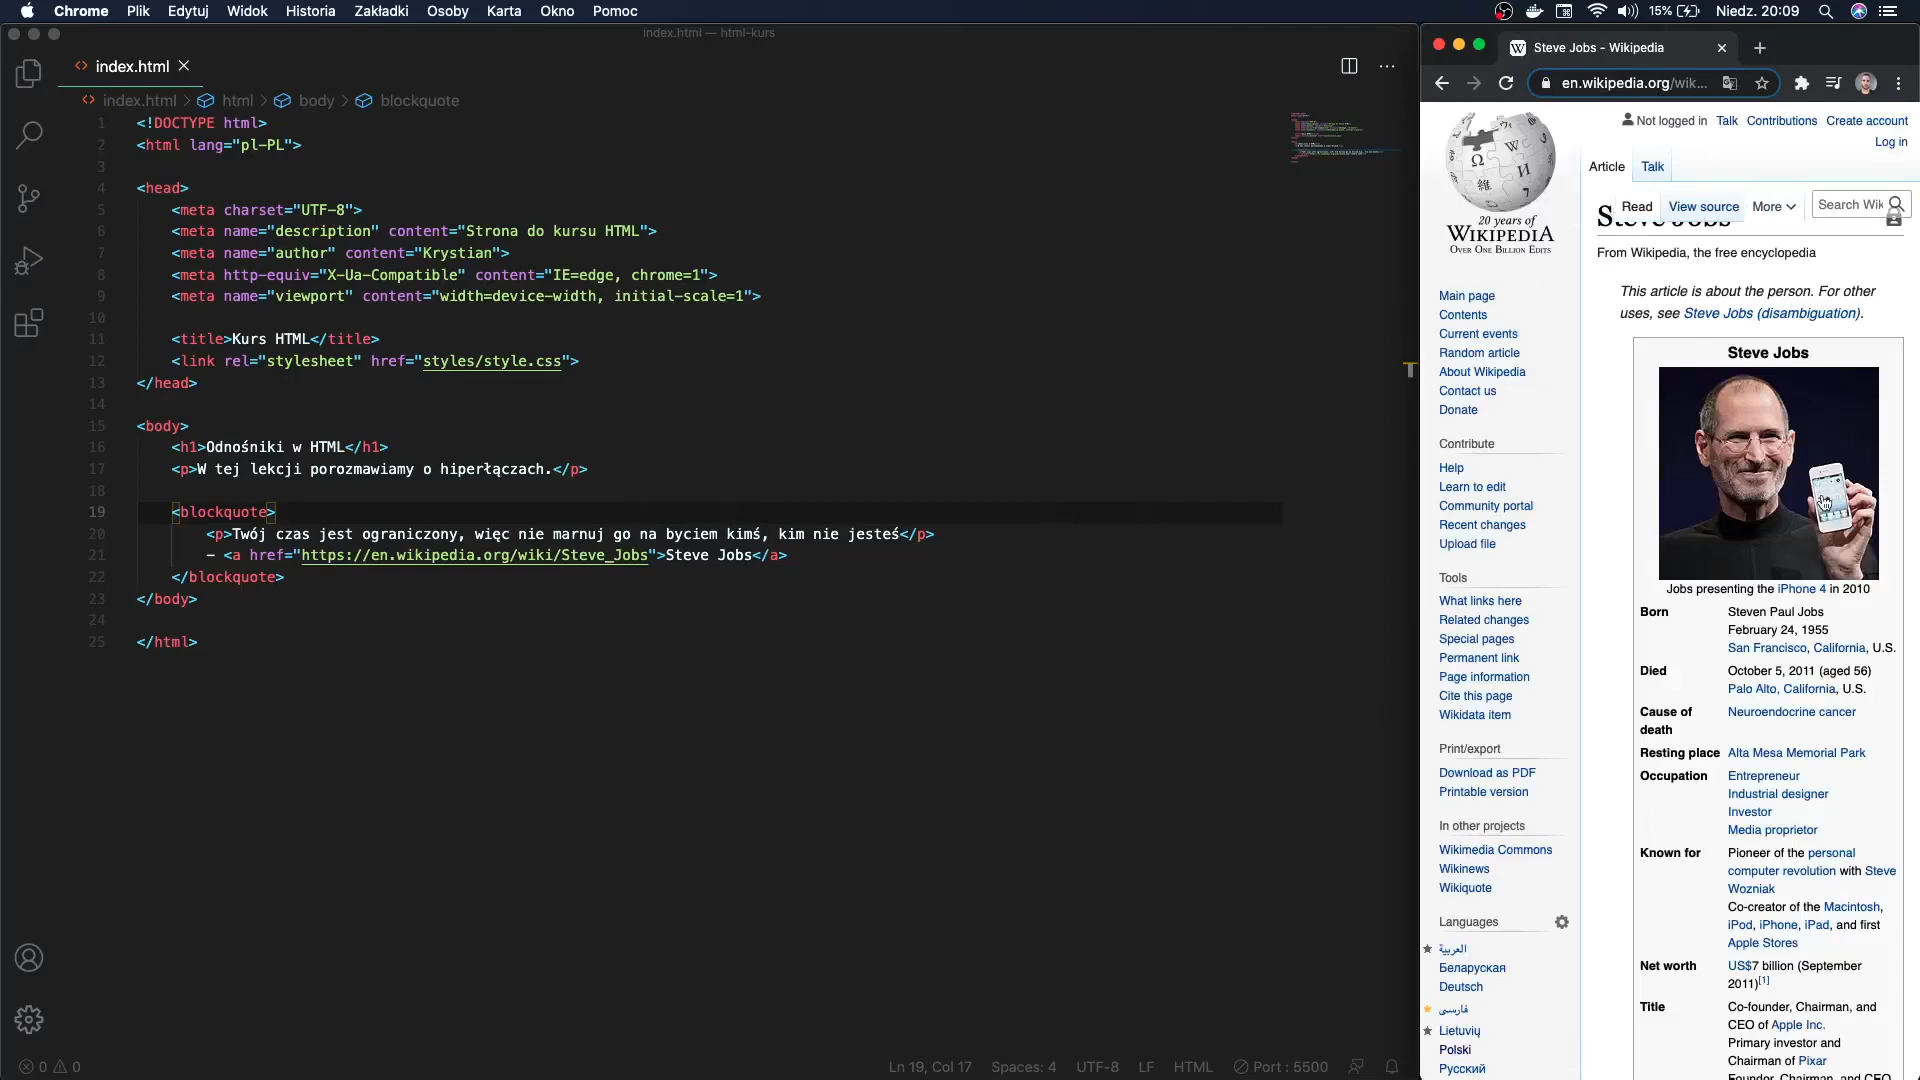 Chrome Plik Edytuj Widok Historia Zakładki Osoby Karta Okno Pomoc 15% Niedz. 20:09
index.html — html-kurs
index.html
index.html > html > body > blockquote
1 <!DOCTYPE html>
2 <html lang="pl-PL">
3
4 <head>
5 <meta charset="UTF-8">
6 <meta name="description" content="Strona do kursu HTML">
7 <meta name="author" content="Krystian">
8 <meta http-equiv="X-Ua-Compatible" content="IE=edge, chrome=1">
9 <meta name="viewport" content="width=device-width, initial-scale=1">
10
11 <title>Kurs HTML</title>
12 <link rel="stylesheet" href="styles/style.css">
13 </head>
14
15 <body>
16 <h1>Odnośniki w HTML</h1>
17 <p>W tej lekcji porozmawiamy o hiperłączach.</p>
18
19 <blockquote>
20 <p>Twój czas jest ograniczony, więc nie marnuj go na byciem kimś, kim nie jesteś</p>
21 - <a href="https://en.wikipedia.org/wiki/Steve_Jobs">Steve Jobs</a>
22 </blockquote>
23 </body>
24
25 </html>
0 0 Ln 19, Col 17 Spaces: 4 UTF-8 LF HTML Port : 5500
Steve Jobs - Wikipedia
en.wikipedia.org/wik...
20 years of
WIKIPEDIA
Over One Billion Edits
Main page
Contents
Current events
Random article
About Wikipedia
Contact us
Donate
Contribute
Help
Learn to edit
Community portal
Recent changes
Upload file
Tools
What links here
Related changes
Special pages
Permanent link
Page information
Cite this page
Wikidata item
Print/export
Download as PDF
Printable version
In other projects
Wikimedia Commons
Wikinews
Wikiquote
Languages
العربية
Беларуская
Deutsch
فارسی
Lietuvių
Polski
Русский
Not logged in Talk Contributions Create account
Log in
Article Talk
Read View source More Search Wik
Steve Jobs
From Wikipedia, the free encyclopedia
This article is about the person. For other
uses, see Steve Jobs (disambiguation).
Steve Jobs
Jobs presenting the iPhone 4 in 2010
Born Steven Paul Jobs
February 24, 1955
San Francisco, California, U.S.
Died October 5, 2011 (aged 56)
Palo Alto, California, U.S.
Cause of death Neuroendocrine cancer
Resting place Alta Mesa Memorial Park
Occupation Entrepreneur
Industrial designer
Investor
Media proprietor
Known for Pioneer of the personal
computer revolution with Steve
Wozniak
Co-creator of the Macintosh,
iPod, iPhone, iPad, and first
Apple Stores
Net worth US$7 billion (September
2011)[1]
Title Co-founder, Chairman, and
CEO of Apple Inc.
Primary investor and
Chairman of Pixar
Founder, Chairman, and CEO